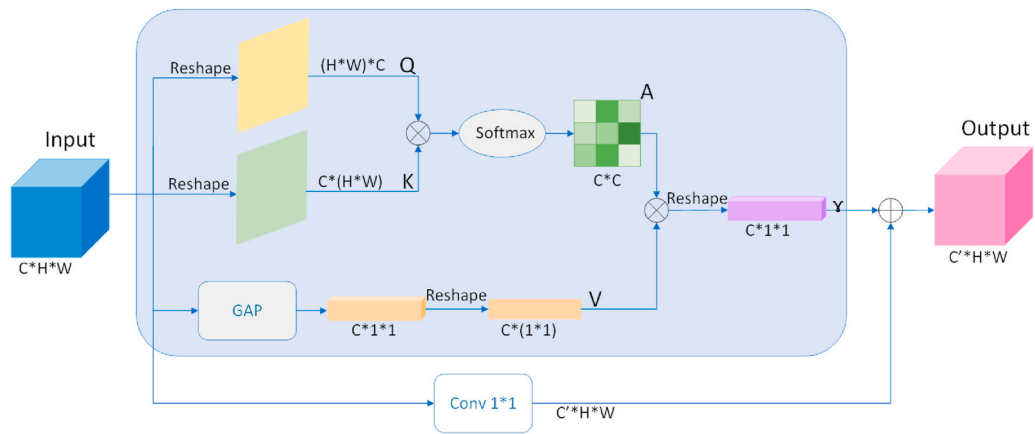 Input
C*H*W
Reshape
(H*W)*C
Q
Reshape
C*(H*W)
K
Softmax
A
C*C
GAP
C*1*1
Reshape
C*(1*1)
V
Reshape
C*1*1
ɤ
Conv 1*1
C'*H*W
Output
C'*H*W